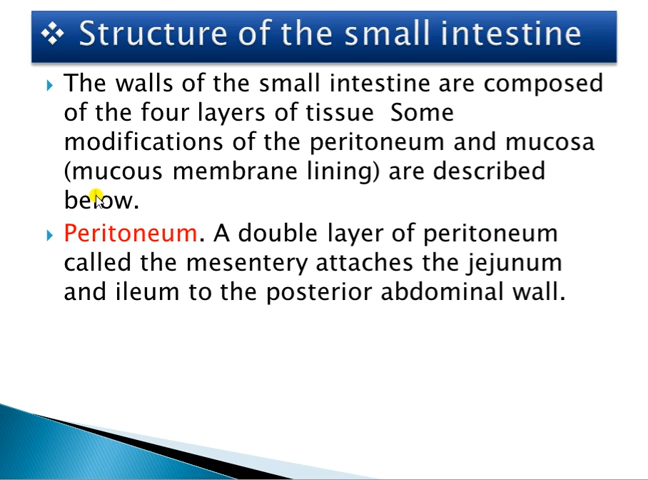 ❖ Structure of the small intestine
The walls of the small intestine are composed
of the four layers of tissue  Some
modifications of the peritoneum and mucosa
(mucous membrane lining) are described
below.
Peritoneum. A double layer of peritoneum
called the mesentery attaches the jejunum
and ileum to the posterior abdominal wall.